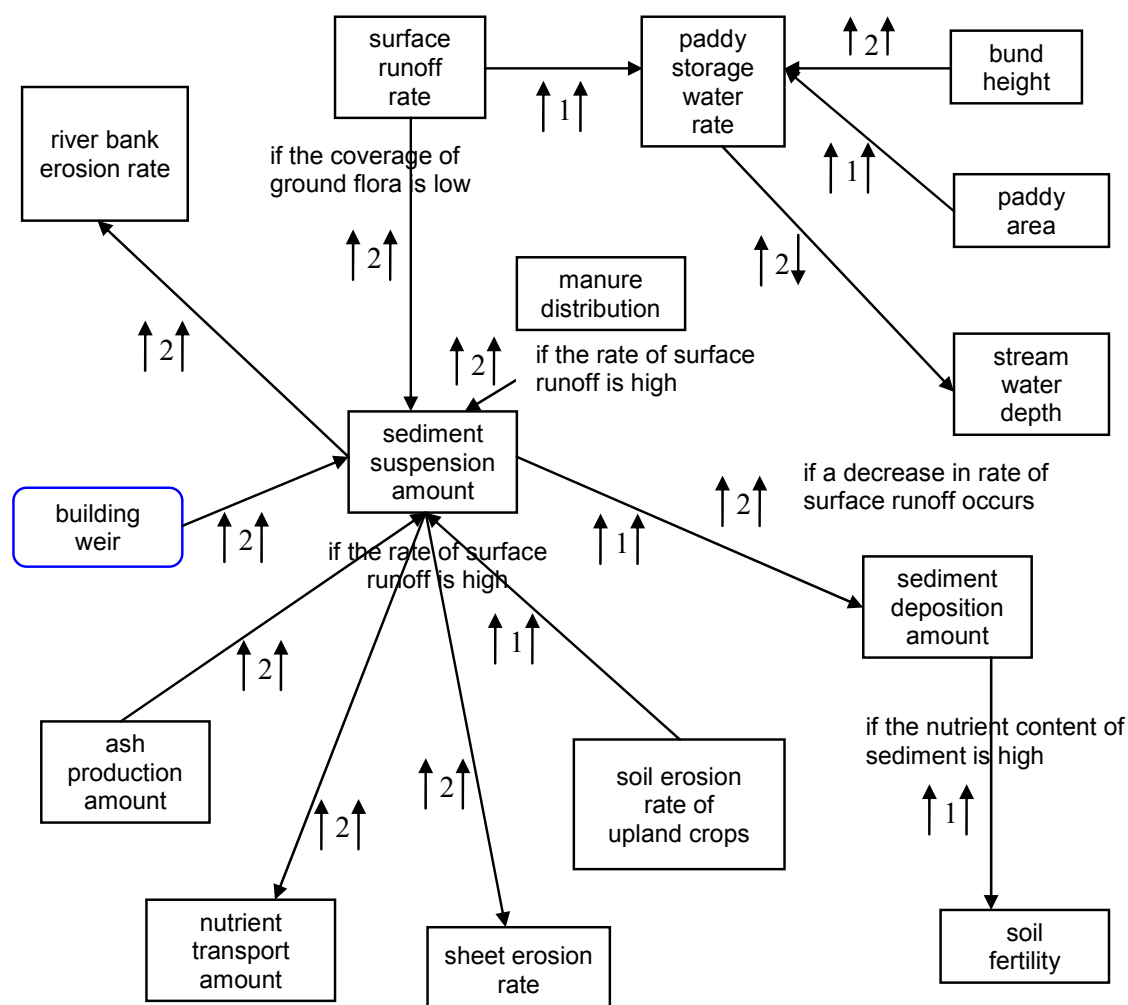 surface
runoff
rate
paddy
storage
water
rate
↑2↑
bund
height
↑1↑
river bank
erosion rate
if the coverage of
ground flora is low
↑1↑
paddy
area
↑2↑
↑2↓
manure
distribution
↑2↑
↑2↑
if the rate of surface
runoff is high
stream
water
depth
sediment
suspension
amount
building
weir
↑2↑
↑1↑
↑2↑
if a decrease in rate of
surface runoff occurs
if the rate of surface
runoff is high
sediment
deposition
amount
↑2↑
↑1↑
ash
production
amount
↑2↑
↑2↑
soil erosion
rate of
upland crops
if the nutrient content of
sediment is high
↑1↑
nutrient
transport
amount
sheet erosion
rate
soil
fertility